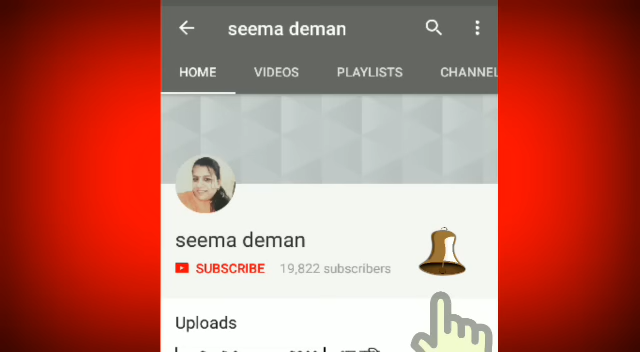 seema deman
HOME VIDEOS PLAYLISTS CHANNEL
seema deman
SUBSCRIBE 19,822 subscribers
Uploads